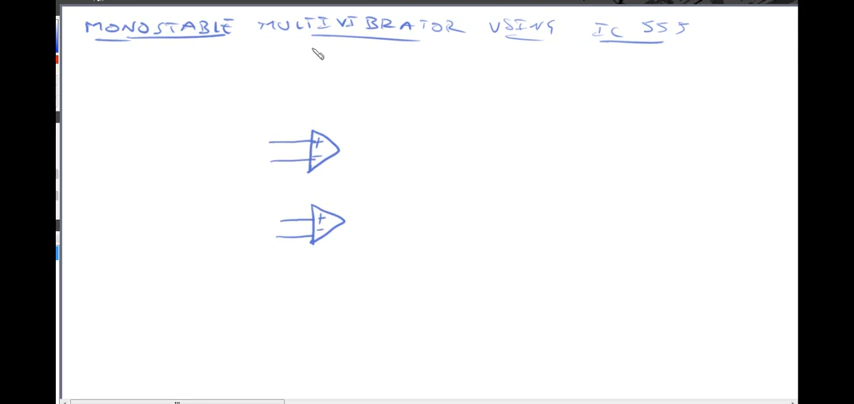 MONOSTABLE MULTIVIBRATOR USING IC 555
+
-
+
-